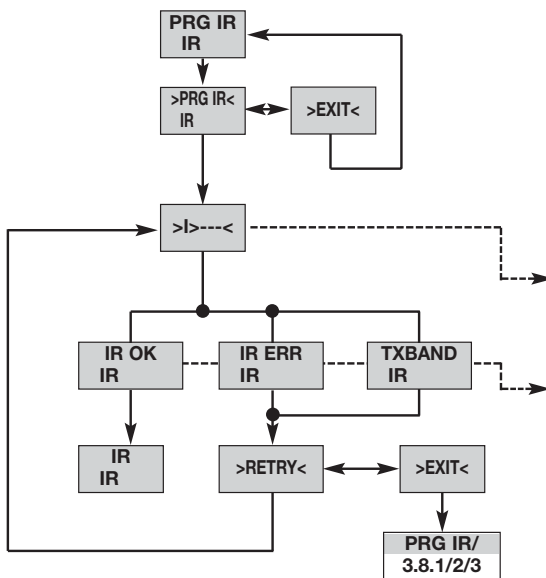 PRG IR
IR
>PRG IR<
IR
>EXIT<
>I>---<
IR OK
IR
IR ERR
IR
TXBAND
IR
IR
IR
>RETRY<
>EXIT<
PRG IR/
3.8.1/2/3